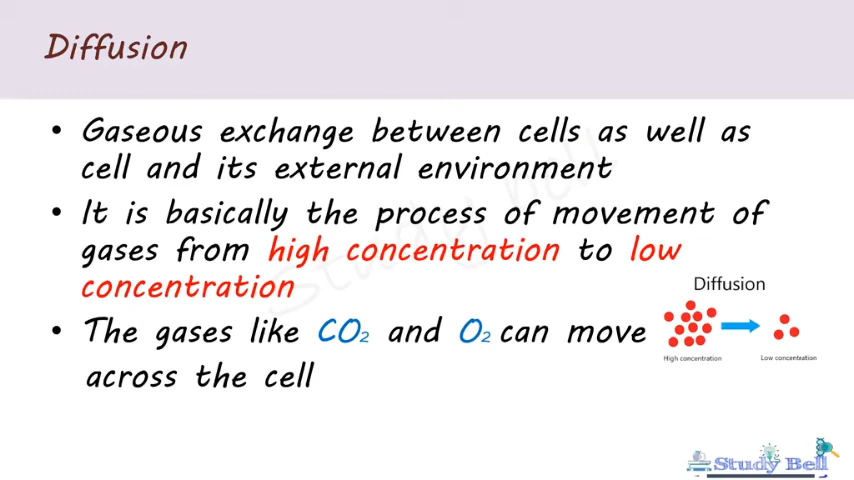 Diffusion
• Gaseous exchange between cells as well as
cell and its external environment
• It is basically the process of movement of
gases from high concentration to low
concentration
Diffusion
• The gases like CO₂ and O₂ can move
across the cell
High concentration
Low concentration
Study Bell
Study Bell